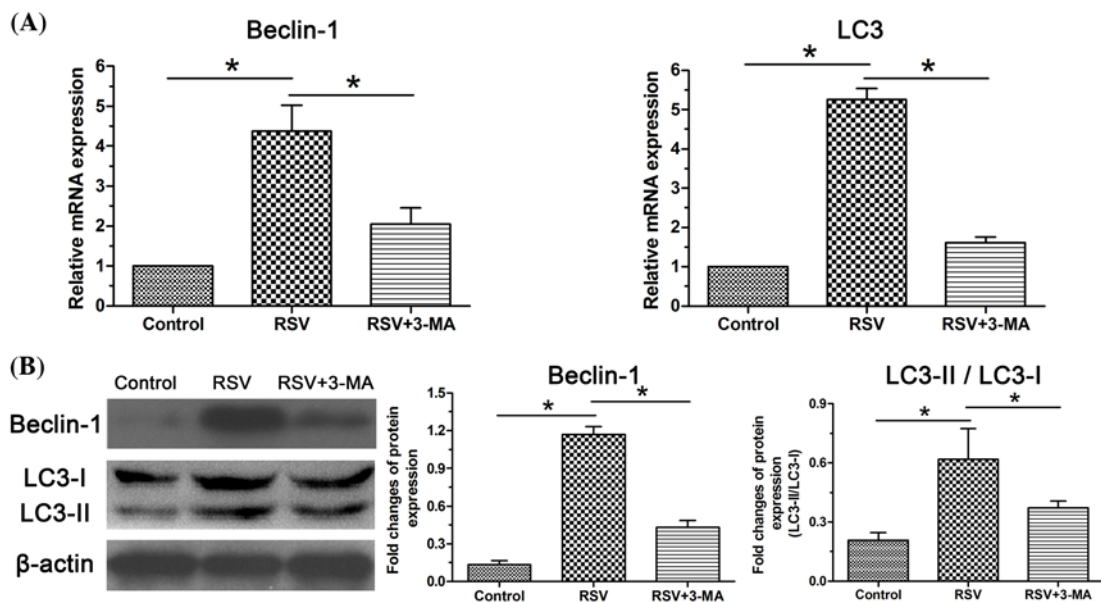 (A)
Beclin-1
Relative mRNA expression
6
5
4
3
2
1
0
*
*
Control
RSV
RSV+3-MA
LC3
Relative mRNA expression
6
5
4
3
2
1
0
*
*
Control
RSV
RSV+3-MA
(B)
Control
RSV
RSV+3-MA
Beclin-1
LC3-I
LC3-II
β-actin
Beclin-1
Fold changes of protein
expression
1.5
1.2
0.9
0.6
0.3
0.0
*
*
Control
RSV
RSV+3-MA
LC3-II / LC3-I
Fold changes of protein
expression
(LC3-II/LC3-I)
0.9
0.6
0.3
0.0
*
*
Control
RSV
RSV+3-MA